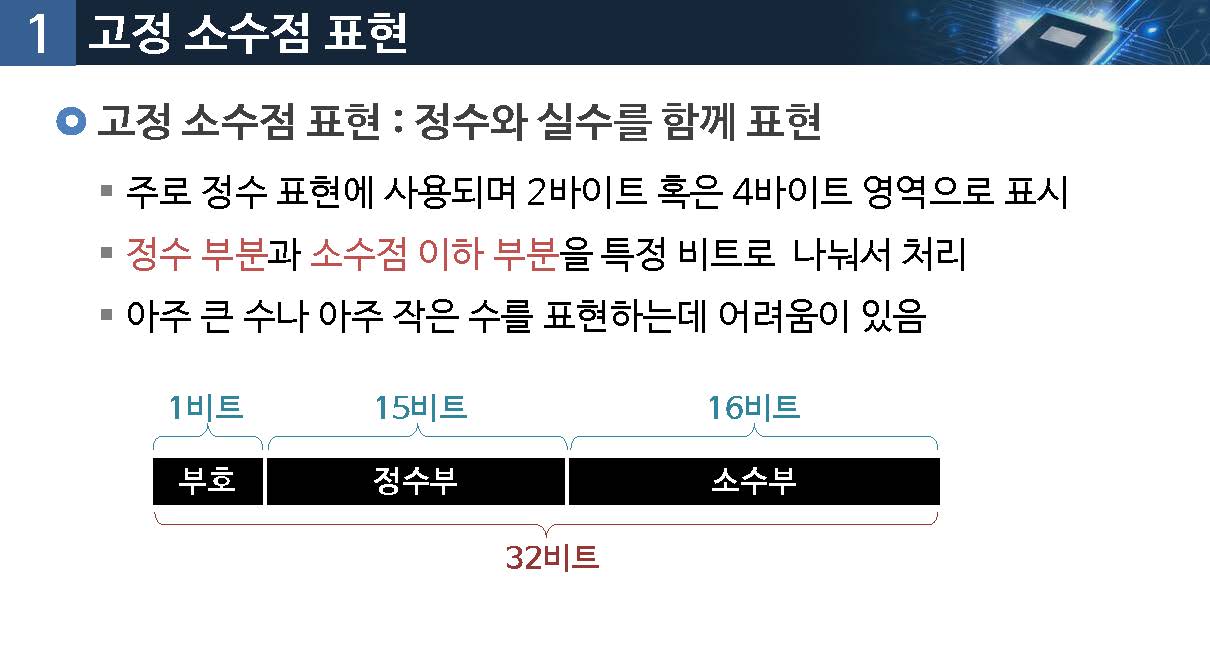 1 고정 소수점 표현
고정 소수점 표현 : 정수와 실수를 함께 표현
주로 정수 표현에 사용되며 2바이트 혹은 4바이트 영역으로 표시
정수 부분과 소수점 이하 부분을 특정 비트로 나눠서 처리
아주 큰 수나 아주 작은 수를 표현하는데 어려움이 있음
1비트 15비트 16비트
부호 정수부 소수부
32비트